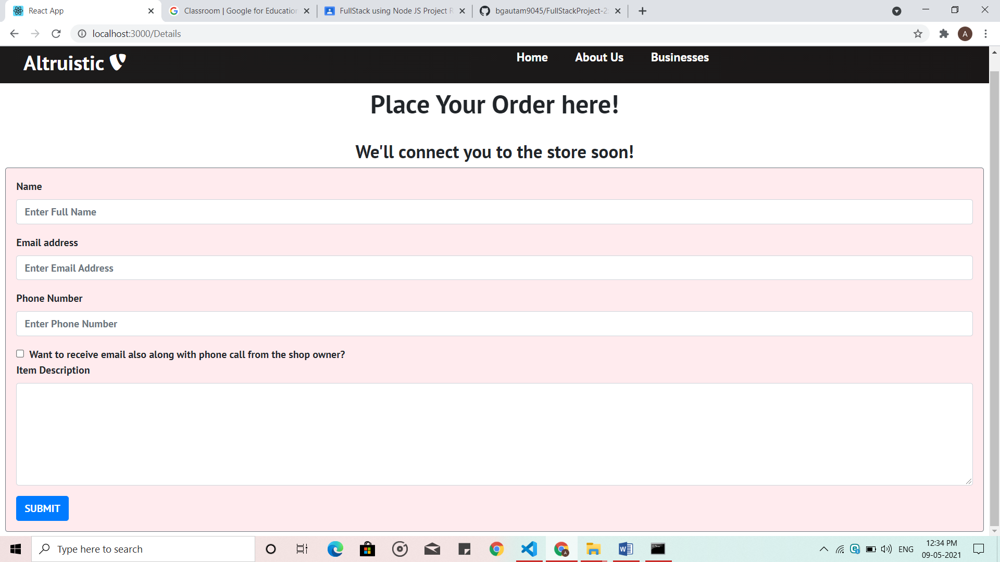 React App
Classroom | Google for Education
FullStack using Node JS Project R
bgautam9045/FullStackProject-2
localhost:3000/Details
A
Altruistic
Home
About Us
Businesses
Place Your Order here!
We'll connect you to the store soon!
Name
Enter Full Name
Email address
Enter Email Address
Phone Number
Enter Phone Number
Want to receive email also along with phone call from the shop owner?
Item Description
SUBMIT
Type here to search
ENG
12:34 PM
09-05-2021